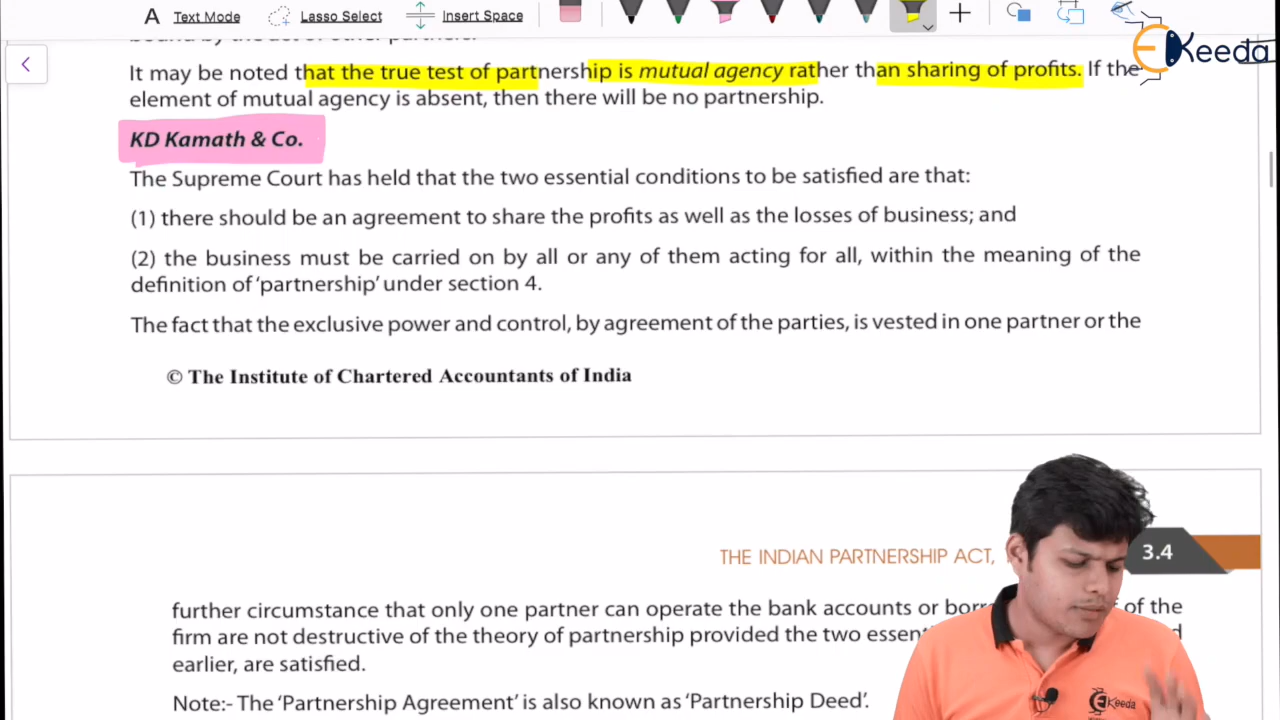 A Text Mode Lasso Select Insert Space
Keeda
It may be noted that the true test of partnership is mutual agency rather than sharing of profits. If the
element of mutual agency is absent, then there will be no partnership.
KD Kamath & Co.
The Supreme Court has held that the two essential conditions to be satisfied are that:
(1) there should be an agreement to share the profits as well as the losses of business; and
(2) the business must be carried on by all or any of them acting for all, within the meaning of the
definition of 'partnership' under section 4.
The fact that the exclusive power and control, by agreement of the parties, is vested in one partner or the
© The Institute of Chartered Accountants of India
THE INDIAN PARTNERSHIP ACT,
3.4
further circumstance that only one partner can operate the bank accounts or of the
firm are not destructive of the theory of partnership provided the two
earlier, are satisfied.
Note:- The 'Partnership Agreement' is also known as 'Partnership Deed'.
Keeda